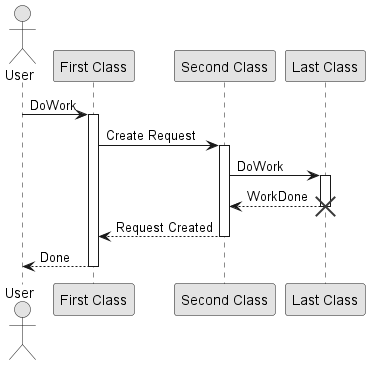 User
First Class
Second Class
Last Class
DoWork
Create Request
DoWork
WorkDone
Request Created
Done
User
First Class
Second Class
Last Class